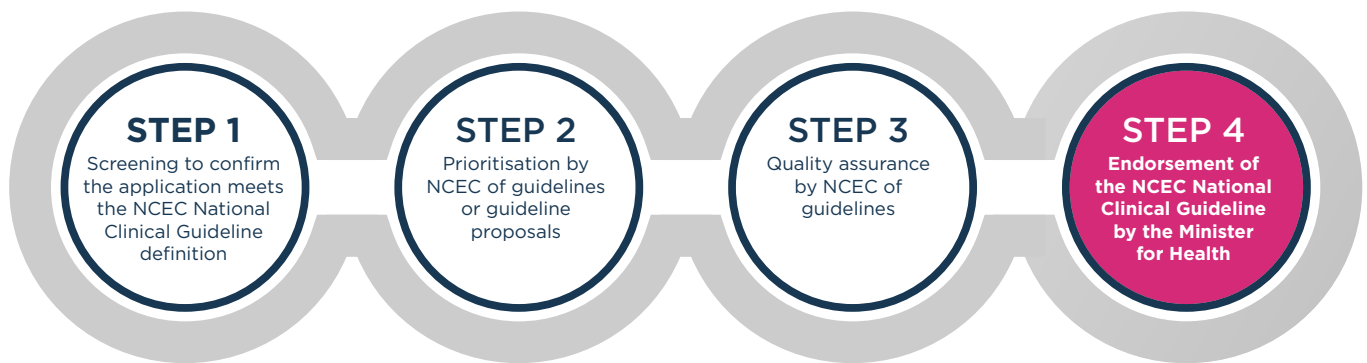 STEP 1
Screening to confirm
the application meets
the NCEC National
Clinical Guideline
definition
STEP 2
Prioritisation by
NCEC of guidelines
or guideline
proposals
STEP 3
Quality assurance
by NCEC of
guidelines
STEP 4
Endorsement of
the NCEC National
Clinical Guideline
by the Minister
for Health